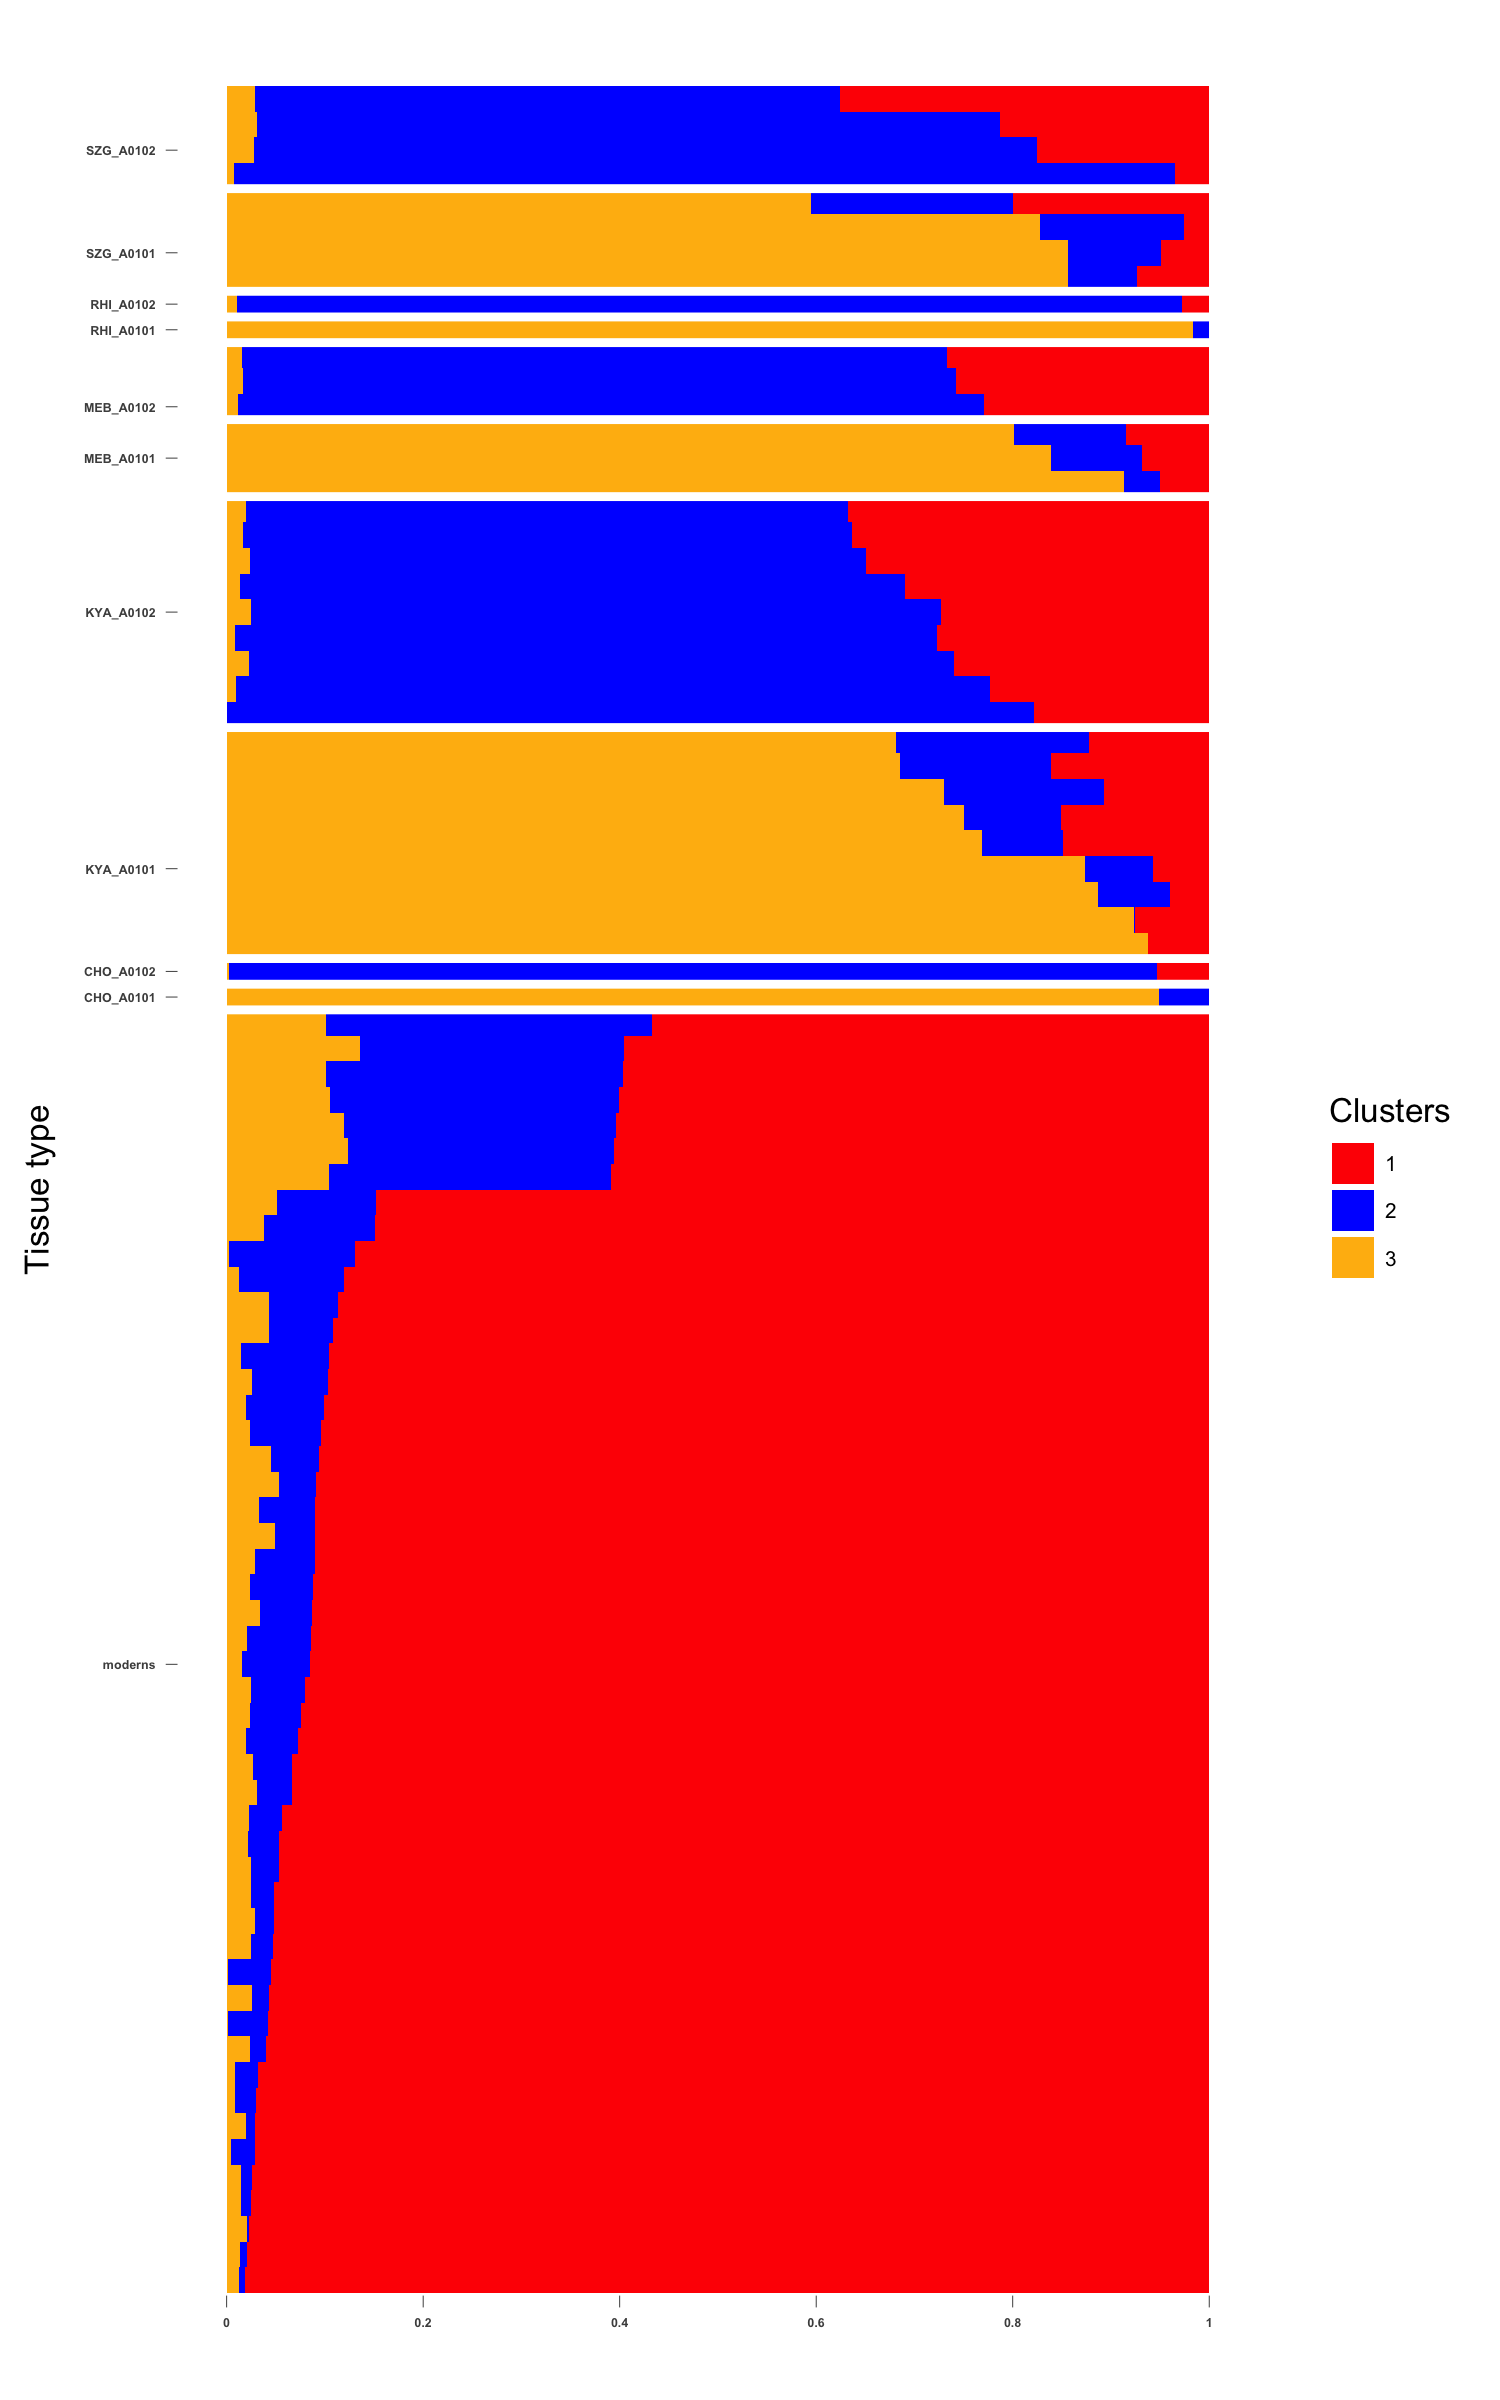 SZG_A0102
SZG_A0101
RHI_A0102
RHI_A0101
MEB_A0102
MEB_A0101
KYA_A0102
KYA_A0101
CHO_A0102
CHO_A0101
moderns
Tissue type
Clusters
1
2
3
0 0.2 0.4 0.6 0.8 1